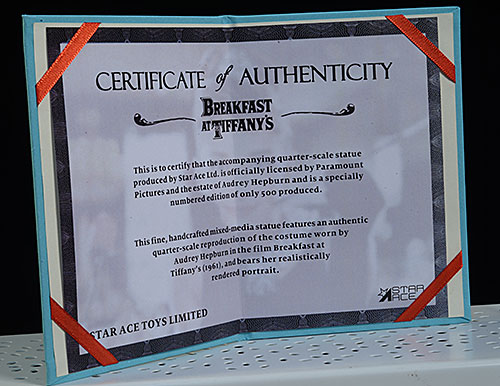 CERTIFICATE of AUTHENTICITY
BREAKFAST
AT TIFFANY'S
This is to certify that the accompanying quarter-scale statue
produced by Star Ace Ltd. is officially licensed by Paramount
Pictures and the estate of Audrey Hepburn and is a specially
numbered edition of only 500 produced.
This fine, handcrafted mixed-media statue features an authentic
quarter-scale reproduction of the costume worn by
Audrey Hepburn in the film Breakfast at
Tiffany's (1961), and bears her realistically
rendered portrait.
STAR
ACE
STAR ACE TOYS LIMITED